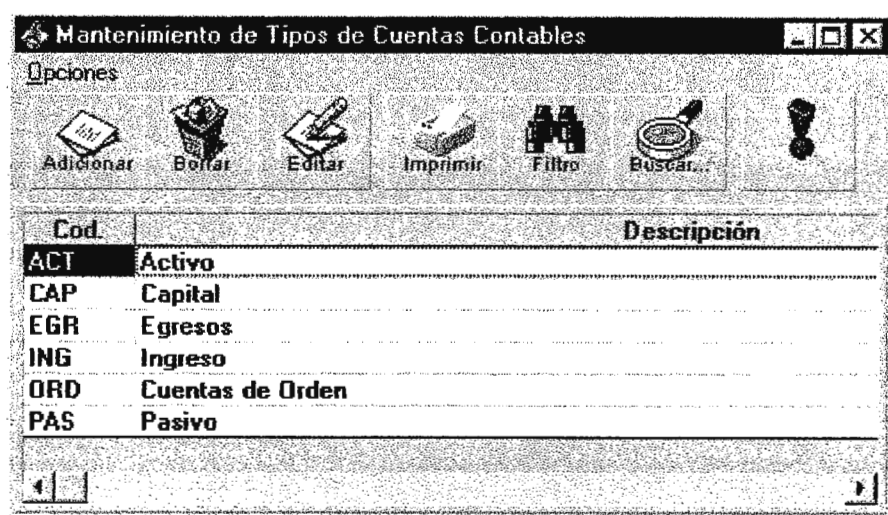 Mantenimiento de Tipos de Cuentas Contables
Opciones
Adicionar Borrar Editar Imprimir Filtro Buscar...
Cod. Descripción
ACT Activo
CAP Capital
EGR Egresos
ING Ingreso
ORD Cuentas de Orden
PAS Pasivo